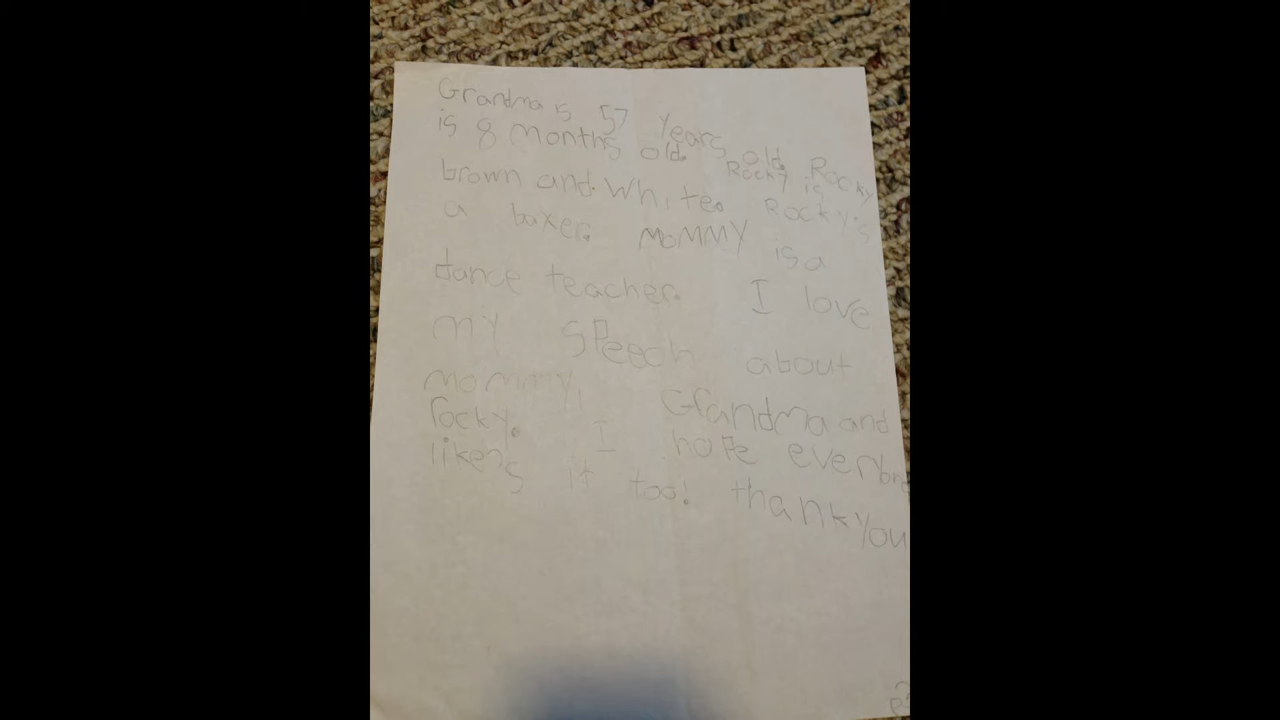 Grandma is 57 years old. Rocky
is 8 months old. Rocky is
brown and white. Rocky's
a boxer. MOMMY is a
dance teacher. I love
my speech about
mommy, Grandma and
rocky. I hope everyone
likes it too! thank you